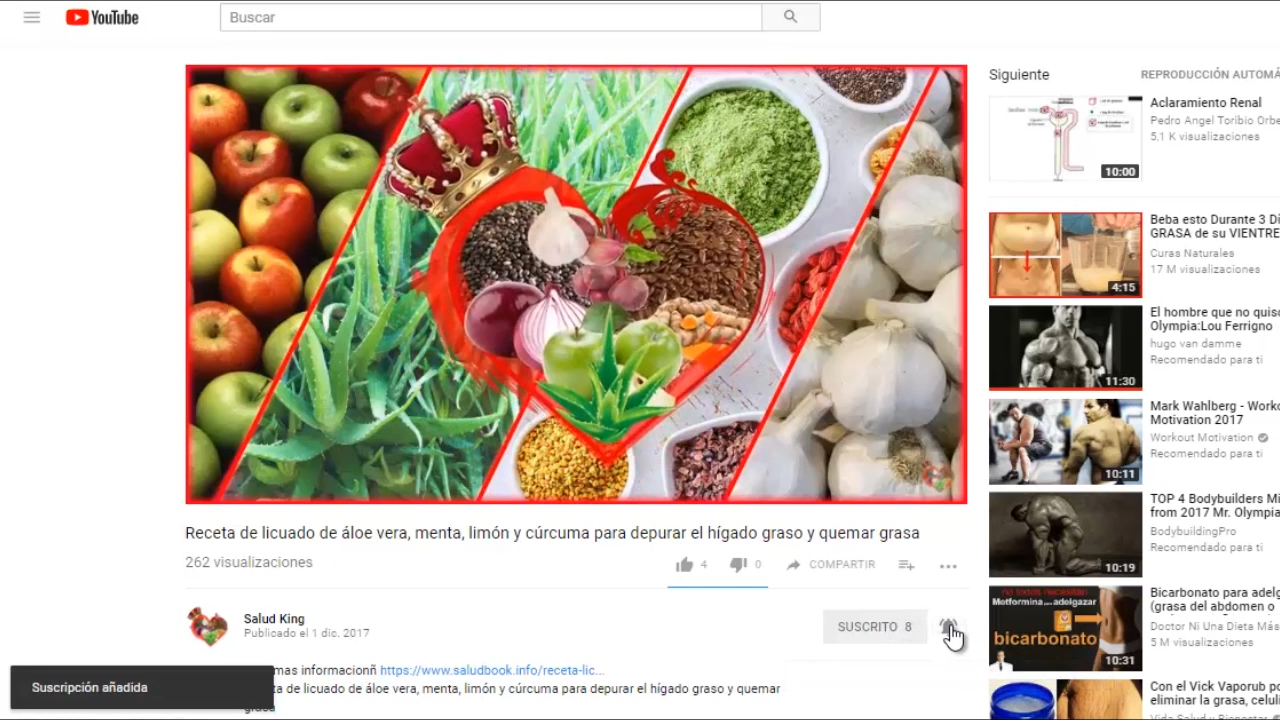 YouTube
Buscar
Siguiente
REPRODUCCIÓN AUTOMÁ
Aclaramiento Renal
Pedro Angel Toribio Orbe
5,1 K visualizaciones
10:00
Beba esto Durante 3 Dí
GRASA de su VIENTRE
Curas Naturales
17 M visualizaciones
4:15
El hombre que no quiso
Olympia:Lou Ferrigno
hugo van damme
Recomendado para ti
11:30
Mark Wahlberg - Worko
Motivation 2017
Workout Motivation
Recomendado para ti
10:11
TOP 4 Bodybuilders Mi
from 2017 Mr. Olympia
BodybuildingPro
Recomendado para ti
10:19
Metformina para adelgazar
bicarbonato
10:31
Bicarbonato para adelg
(grasa del abdomen o
Doctor Ni Una Dieta Más
5 M visualizaciones
Con el Vick Vaporub po
eliminar la grasa, celuli
Receta de licuado de áloe vera, menta, limón y cúrcuma para depurar el hígado graso y quemar grasa
262 visualizaciones
4
0
COMPARTIR
Salud King
Publicado el 1 dic. 2017
SUSCRITO 8
mas informacionñ https://www.saludbook.info/receta-lic...
ta de licuado de áloe vera, menta, limón y cúrcuma para depurar el hígado graso y quemar
grasa
Suscripción añadida